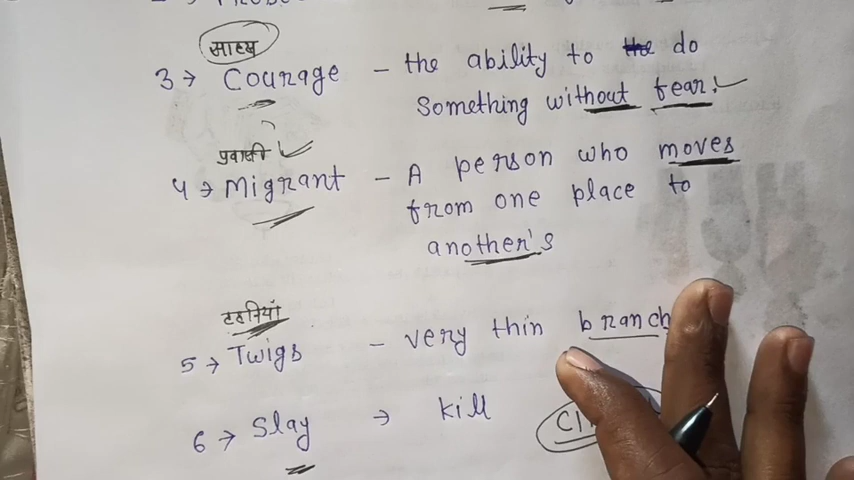 साहस
3 → Courage – the ability to do
something without fear.
प्रवासी
4 → Migrant – A person who moves
from one place to
another's
टहनियाँ
5 → Twigs – very thin branch
6 → Slay → Kill